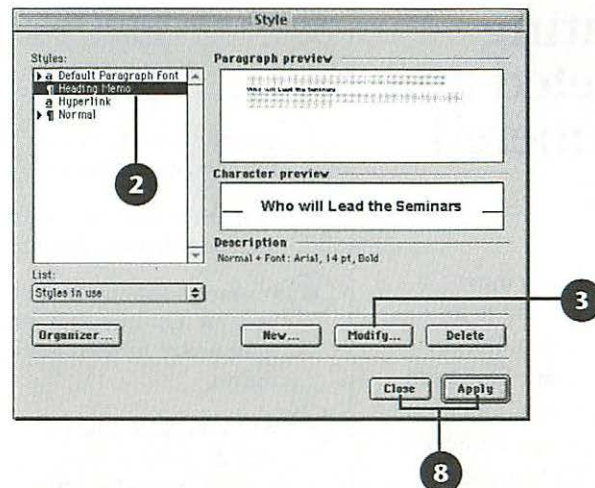 Style
Styles:
a Default Paragraph Font
¶ Heading Memo
a Hyperlink
¶ Normal
2
List:
Styles in use
Paragraph preview
Who will Lead the Seminars
Character preview
Who will Lead the Seminars
Description
Normal + Font: Arial, 14 pt, Bold
3
Organizer...
New...
Modify...
Delete
Close
Apply
8